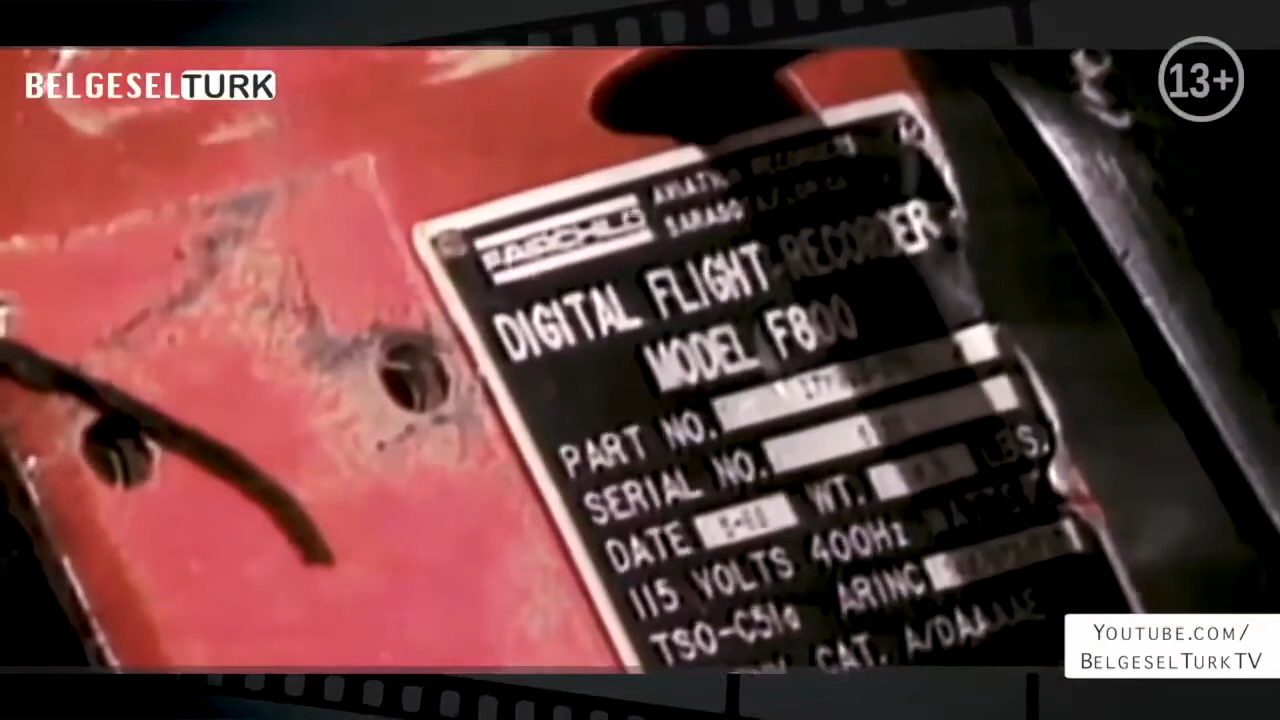 BELGESELTURK
13+
FAIRCHILD
DIGITAL FLIGHT RECORDER
MODEL F800
PART NO.
SERIAL NO.
DATE WT. LBS.
115 VOLTS 400Hz
TSO-C51a ARINC
CAT. A/DAAAAE
YOUTUBE.COM/
BELGESELTURKTV